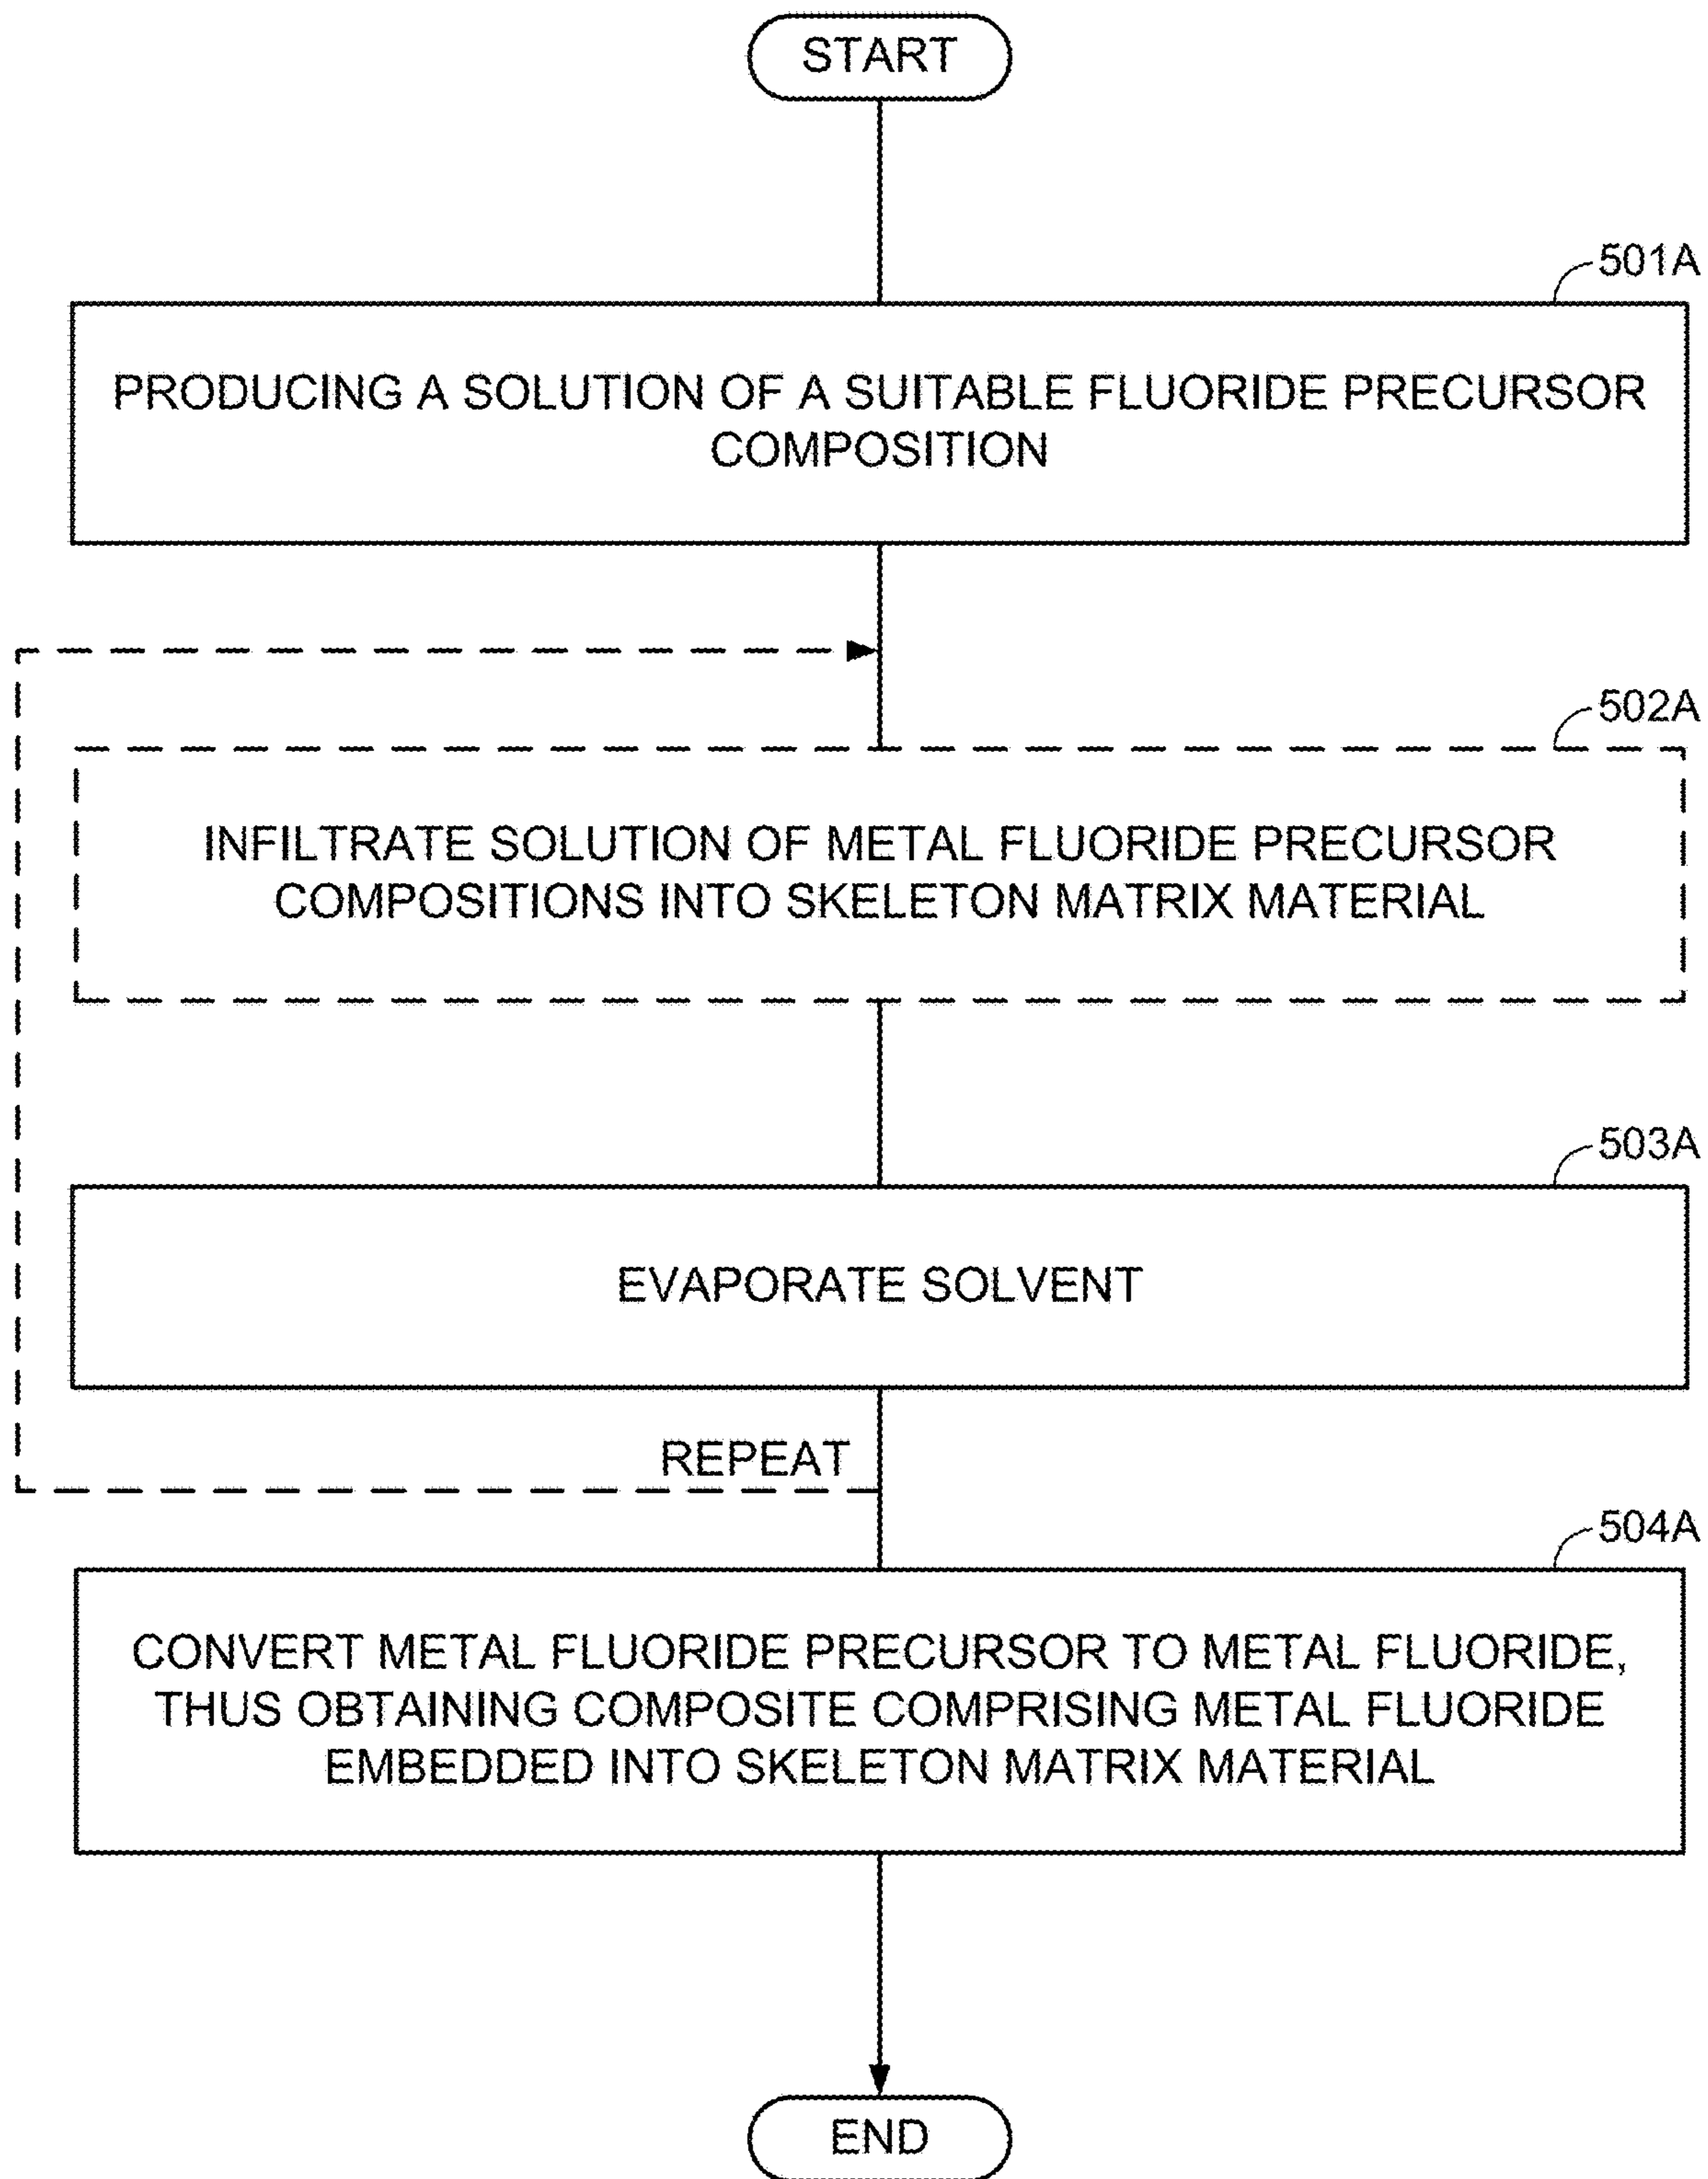 START
501A
PRODUCING A SOLUTION OF A SUITABLE FLUORIDE PRECURSOR
COMPOSITION
502A
INFILTRATE SOLUTION OF METAL FLUORIDE PRECURSOR
COMPOSITIONS INTO SKELETON MATRIX MATERIAL
503A
EVAPORATE SOLVENT
REPEAT
504A
CONVERT METAL FLUORIDE PRECURSOR TO METAL FLUORIDE,
THUS OBTAINING COMPOSITE COMPRISING METAL FLUORIDE
EMBEDDED INTO SKELETON MATRIX MATERIAL
END